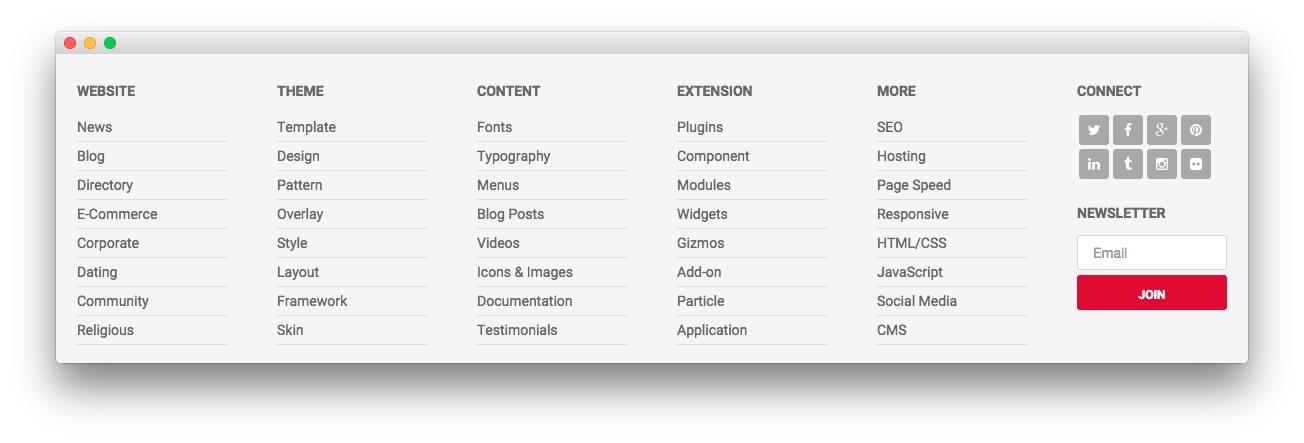 WEBSITE
News
Blog
Directory
E-Commerce
Corporate
Dating
Community
Religious
THEME
Template
Design
Pattern
Overlay
Style
Layout
Framework
Skin
CONTENT
Fonts
Typography
Menus
Blog Posts
Videos
Icons & Images
Documentation
Testimonials
EXTENSION
Plugins
Component
Modules
Widgets
Gizmos
Add-on
Particle
Application
MORE
SEO
Hosting
Page Speed
Responsive
HTML/CSS
JavaScript
Social Media
CMS
CONNECT
NEWSLETTER
Email
JOIN